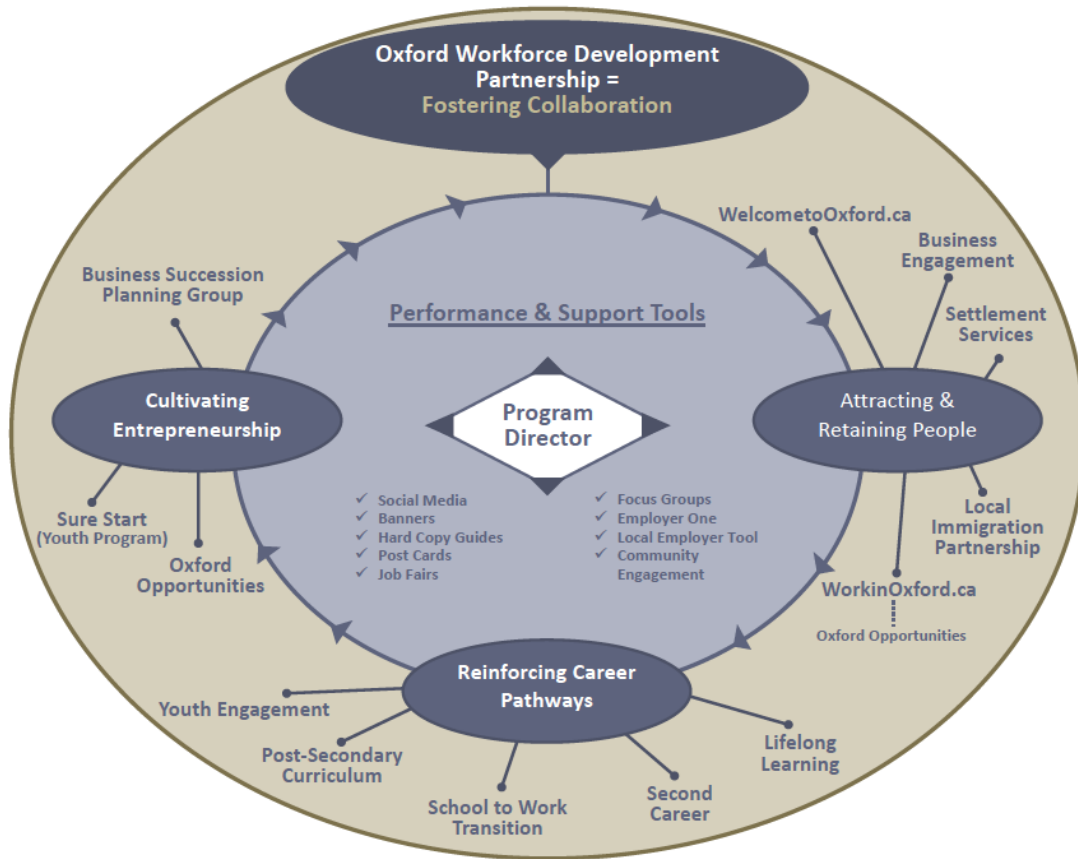 Oxford Workforce Development
Partnership =
Fostering Collaboration
WelcometoOxford.ca
Business
Engagement
Settlement
Services
Business Succession
Planning Group
Performance & Support Tools
Cultivating
Entrepreneurship
Program
Director
Attracting &
Retaining People
Sure Start
(Youth Program)
Oxford
Opportunities
✓ Social Media
✓ Banners
✓ Hard Copy Guides
✓ Post Cards
✓ Job Fairs
✓ Focus Groups
✓ Employer One
✓ Local Employer Tool
✓ Community
Engagement
Local
Immigration
Partnership
WorkinOxford.ca
Oxford Opportunities
Reinforcing Career
Pathways
Youth Engagement
Post-Secondary
Curriculum
School to Work
Transition
Second
Career
Lifelong
Learning